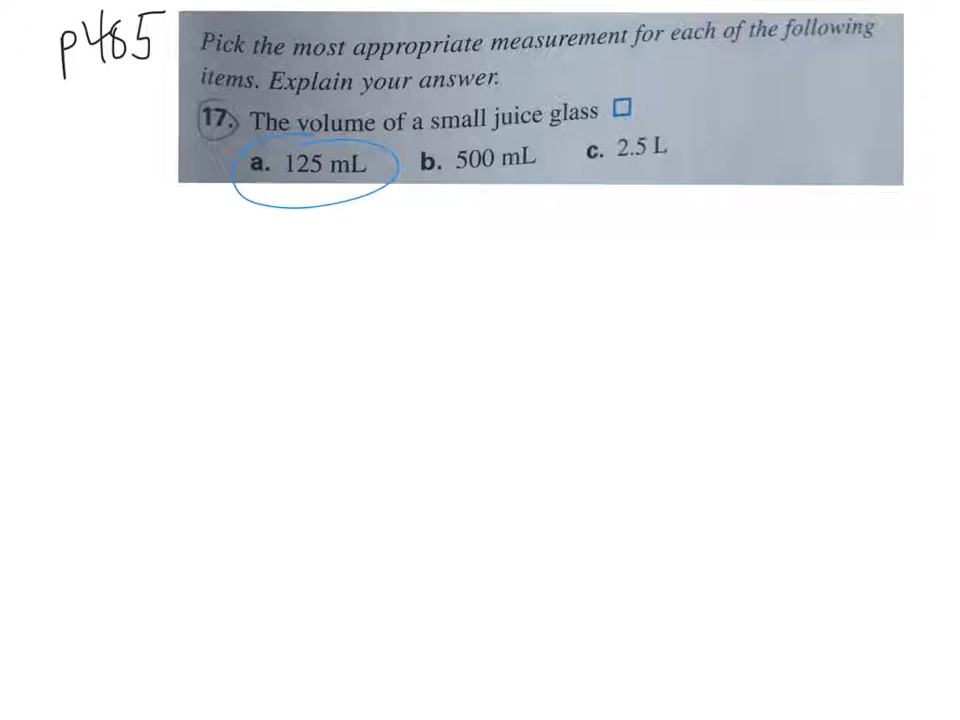 p485
Pick the most appropriate measurement for each of the following
items. Explain your answer.
17. The volume of a small juice glass □
a. 125 mL b. 500 mL c. 2.5 L